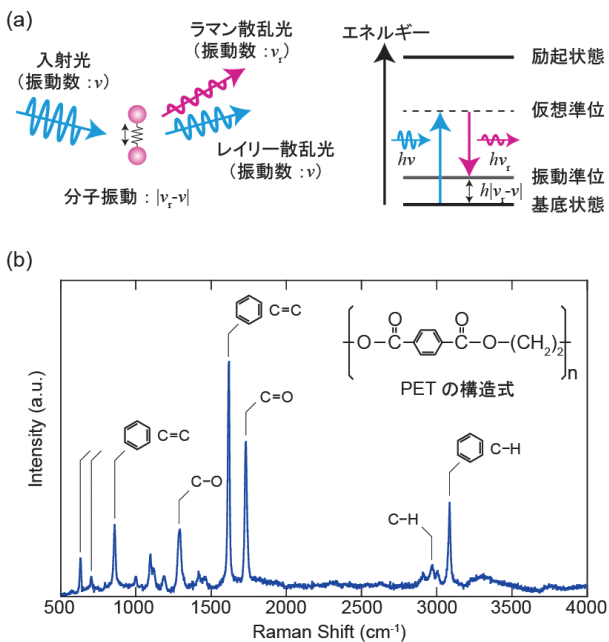 (a)
入射光
(振動数：ν)
ラマン散乱光
(振動数：νr)
レイリー散乱光
(振動数：ν)
分子振動：|νr-ν|
エネルギー
励起状態
仮想準位
hν
hνr
振動準位
h|νr-ν|
基底状態
(b)
C=C
C=C
C-O
C=O
C-H
C-H
O
O
O-C
C-O-(CH2)2
n
PET の構造式
Intensity (a.u.)
500
1000
1500
2000
2500
3000
3500
4000
Raman Shift (cm-1)